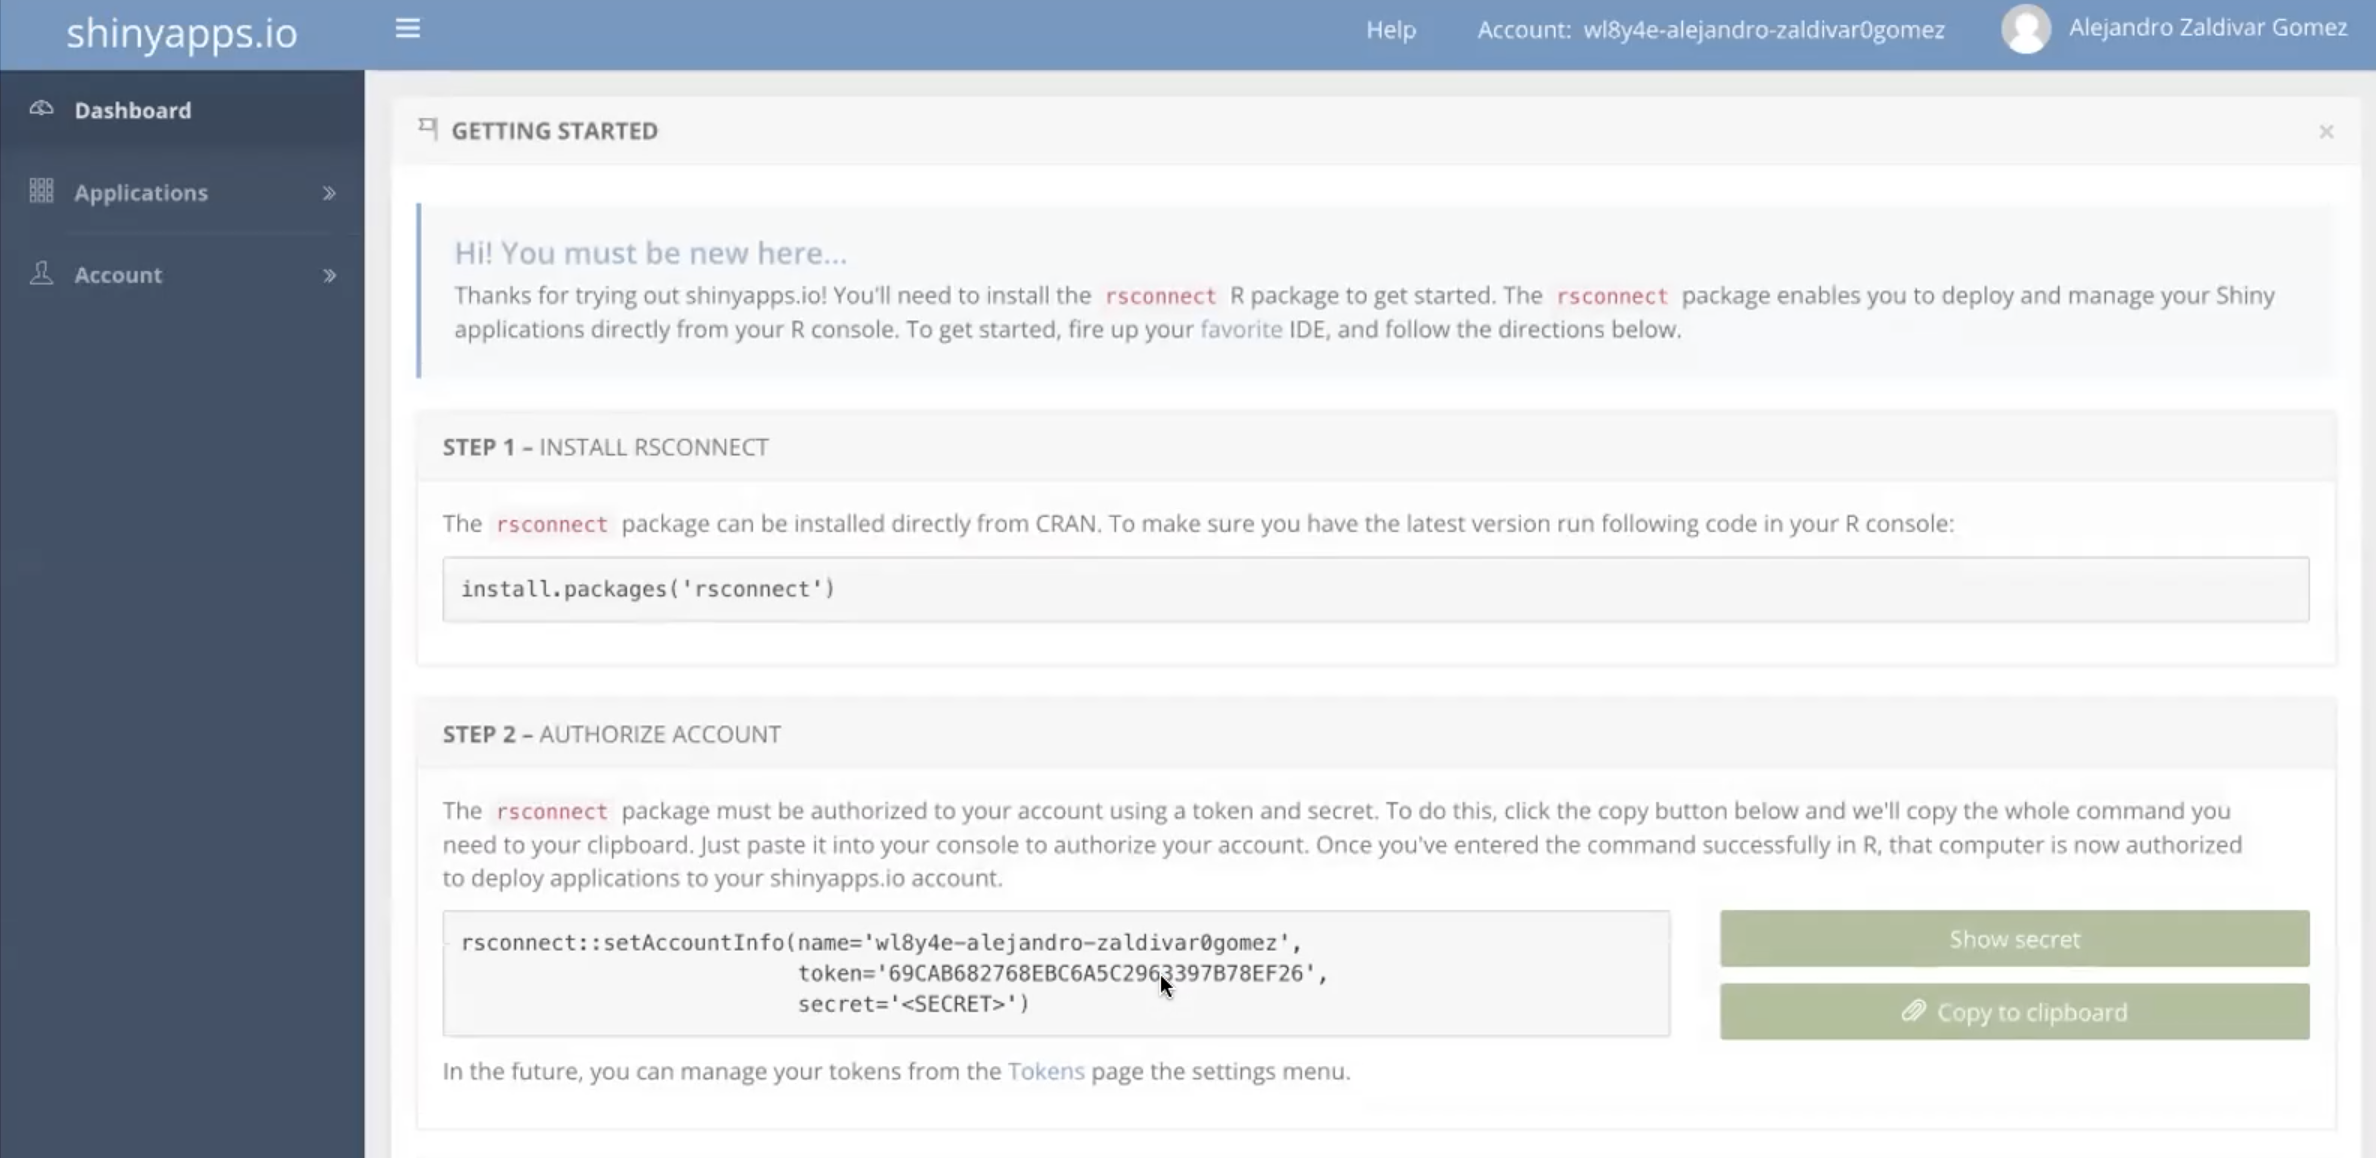 shinyapps.io
Help Account: wl8y4e-alejandro-zaldivar0gomez Alejandro Zaldivar Gomez
Dashboard
Applications
Account
GETTING STARTED
Hi! You must be new here...
Thanks for trying out shinyapps.io! You'll need to install the rsconnect R package to get started. The rsconnect package enables you to deploy and manage your Shiny
applications directly from your R console. To get started, fire up your favorite IDE, and follow the directions below.
STEP 1 – INSTALL RSCONNECT
The rsconnect package can be installed directly from CRAN. To make sure you have the latest version run following code in your R console:
install.packages('rsconnect')
STEP 2 – AUTHORIZE ACCOUNT
The rsconnect package must be authorized to your account using a token and secret. To do this, click the copy button below and we'll copy the whole command you
need to your clipboard. Just paste it into your console to authorize your account. Once you've entered the command successfully in R, that computer is now authorized
to deploy applications to your shinyapps.io account.
rsconnect::setAccountInfo(name='wl8y4e-alejandro-zaldivar0gomez',
token='69CAB682768EBC6A5C2963397B78EF26',
secret='<SECRET>')
Show secret
Copy to clipboard
In the future, you can manage your tokens from the Tokens page the settings menu.